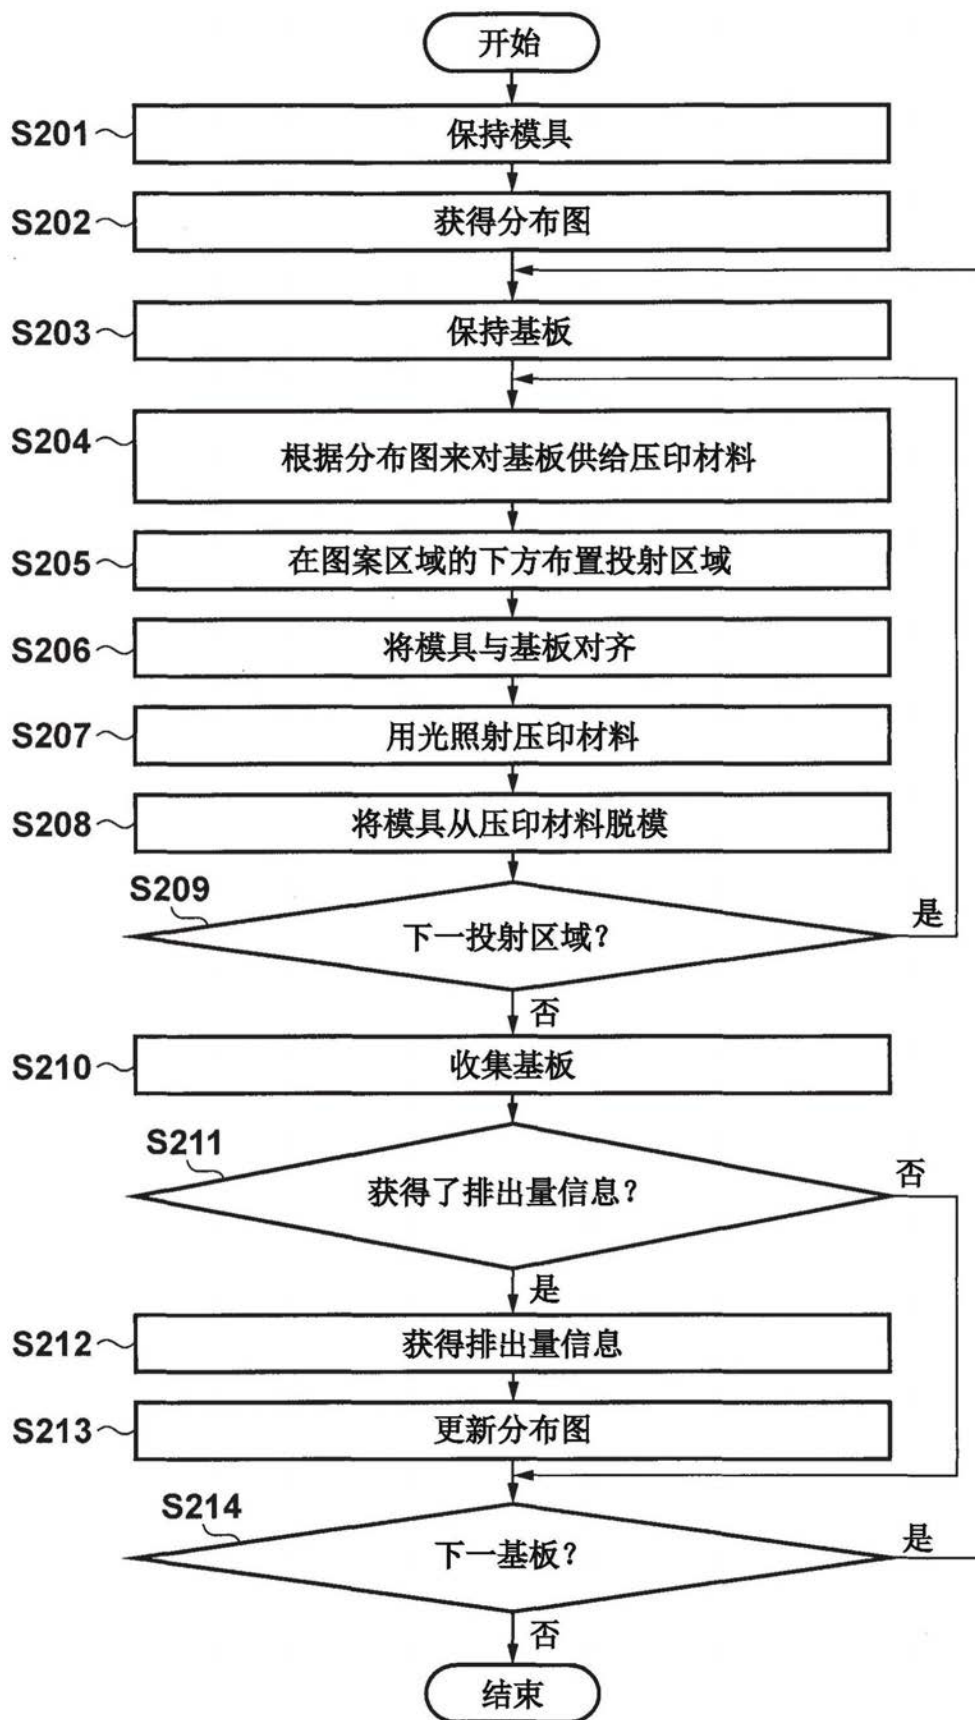 开始
S201
保持模具
S202
获得分布图
S203
保持基板
S204
根据分布图来对基板供给压印材料
S205
在图案区域的下方布置投射区域
S206
将模具与基板对齐
S207
用光照射压印材料
S208
将模具从压印材料脱模
S209
下一投射区域？
是
否
S210
收集基板
S211
获得了排出量信息？
否
是
S212
获得排出量信息
S213
更新分布图
S214
下一基板？
是
否
结束